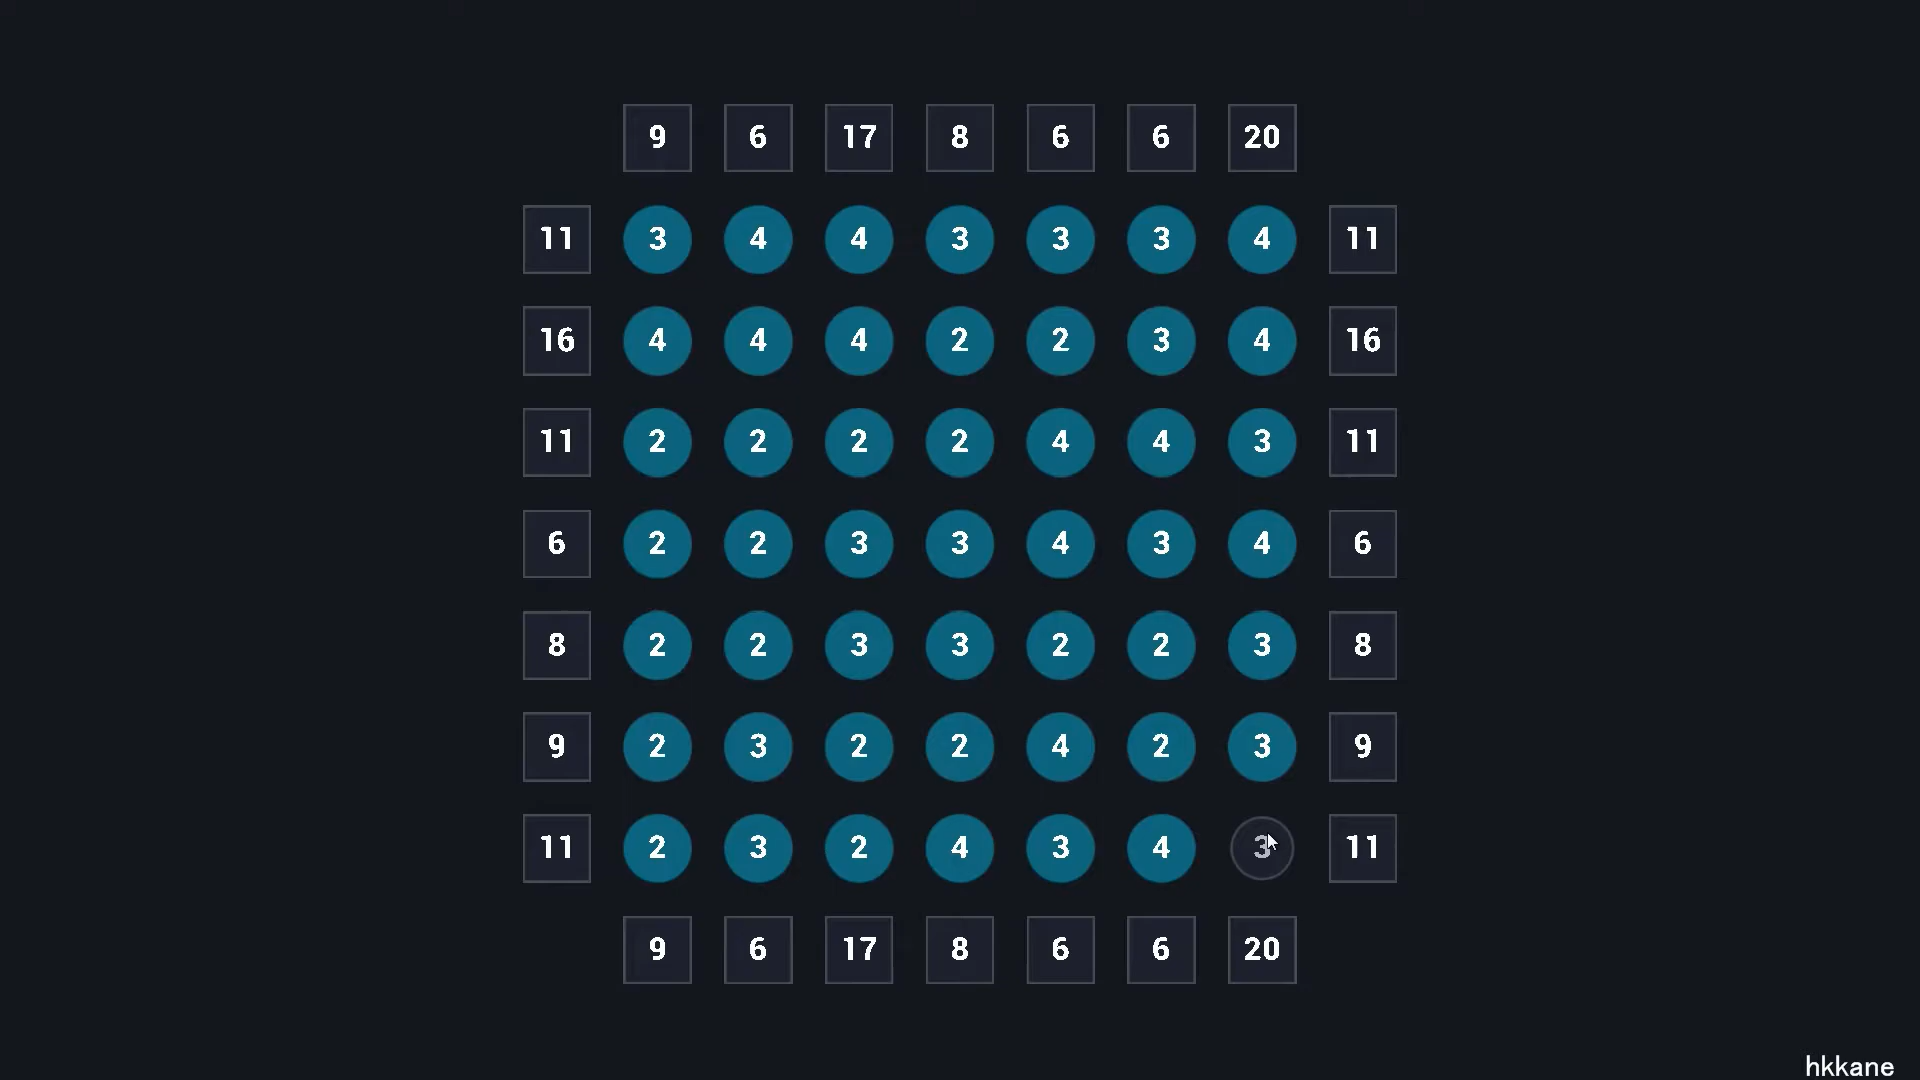 9 6 17 8 6 6 20
11 3 4 4 3 3 3 4 11
16 4 4 4 2 2 3 4 16
11 2 2 2 2 4 4 3 11
6 2 2 3 3 4 3 4 6
8 2 2 3 3 2 2 3 8
9 2 3 2 2 4 2 3 9
11 2 3 2 4 3 4 3 11
9 6 17 8 6 6 20
hkkane